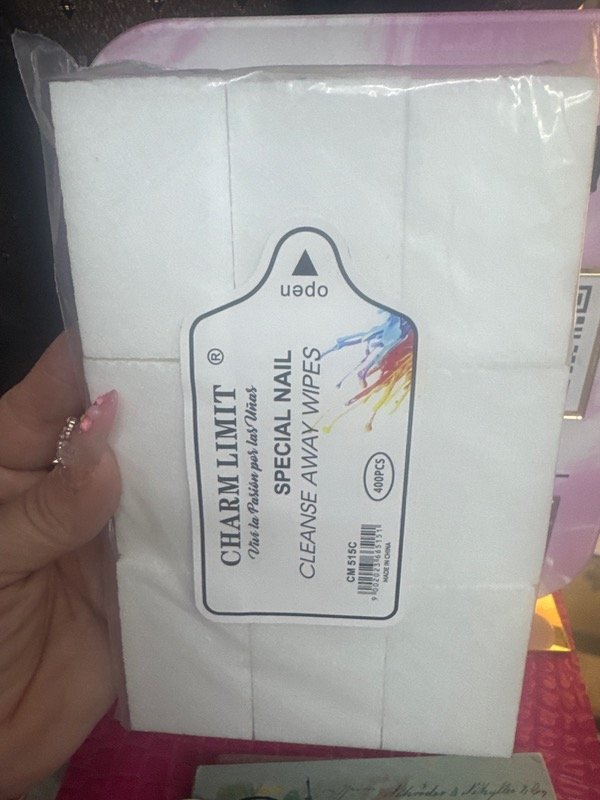 open
CHARM LIMIT ®
Vive la Pasión por las Uñas
SPECIAL NAIL
CLEANSE AWAY WIPES
400PCS
CM 515C
MADE IN CHINA